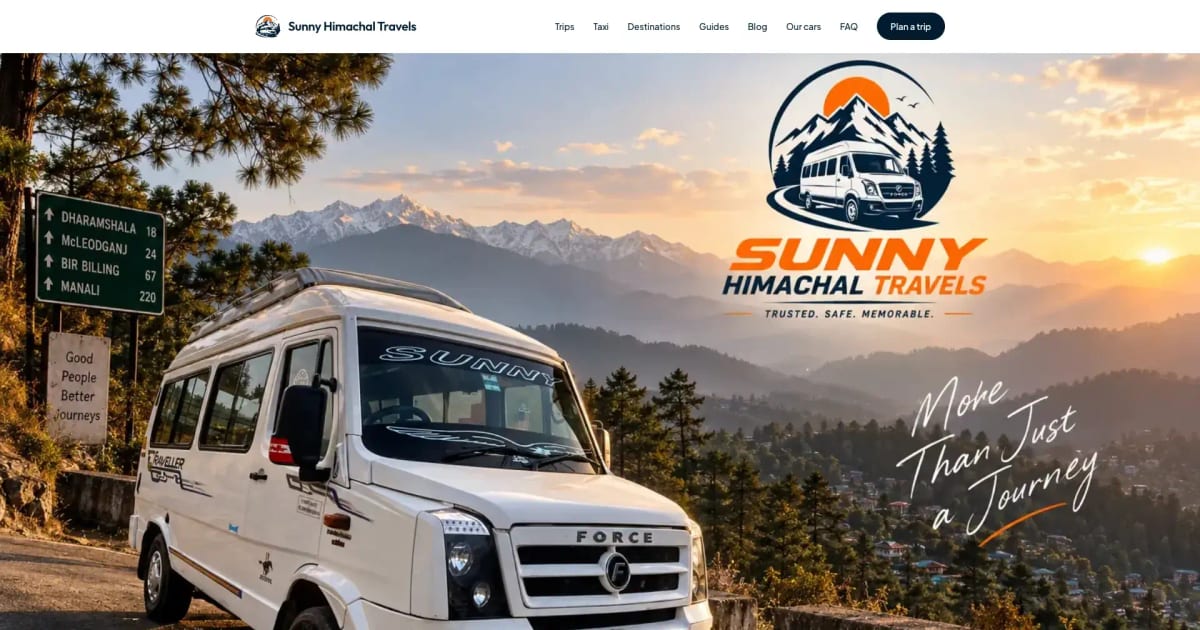 Sunny Himachal Travels
Trips Taxi Destinations Guides Blog Our cars FAQ Plan a trip
FORCE
SUNNY
HIMACHAL TRAVELS
TRUSTED. SAFE. MEMORABLE.
DHARAMSHALA 18
McLEODGANJ 24
BIR BILLING 67
MANALI 220
Good
People
Better
Journeys
SUNNY
TRAVELLER
FORCE
More
Than Just
a Journey